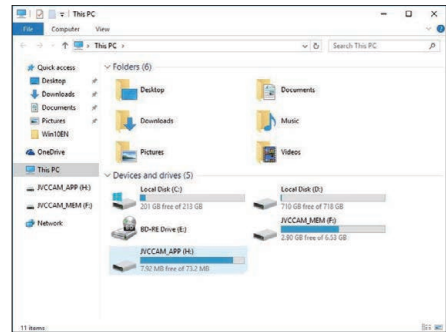 This PC
File Computer View
This PC
Search This PC
Quick access
Desktop
Downloads
Documents
Pictures
Win10EN
OneDrive
This PC
JVCCAM_APP (H:)
JVCCAM_MEM (F:)
Network
Folders (6)
Desktop
Documents
Downloads
Music
Pictures
Videos
Devices and drives (5)
Local Disk (C:)
201 GB free of 213 GB
Local Disk (D:)
710 GB free of 718 GB
BD-RE Drive (E:)
JVCCAM_MEM (F:)
2.80 GB free of 6.53 GB
JVCCAM_APP (H:)
7.92 MB free of 73.2 MB
11 items